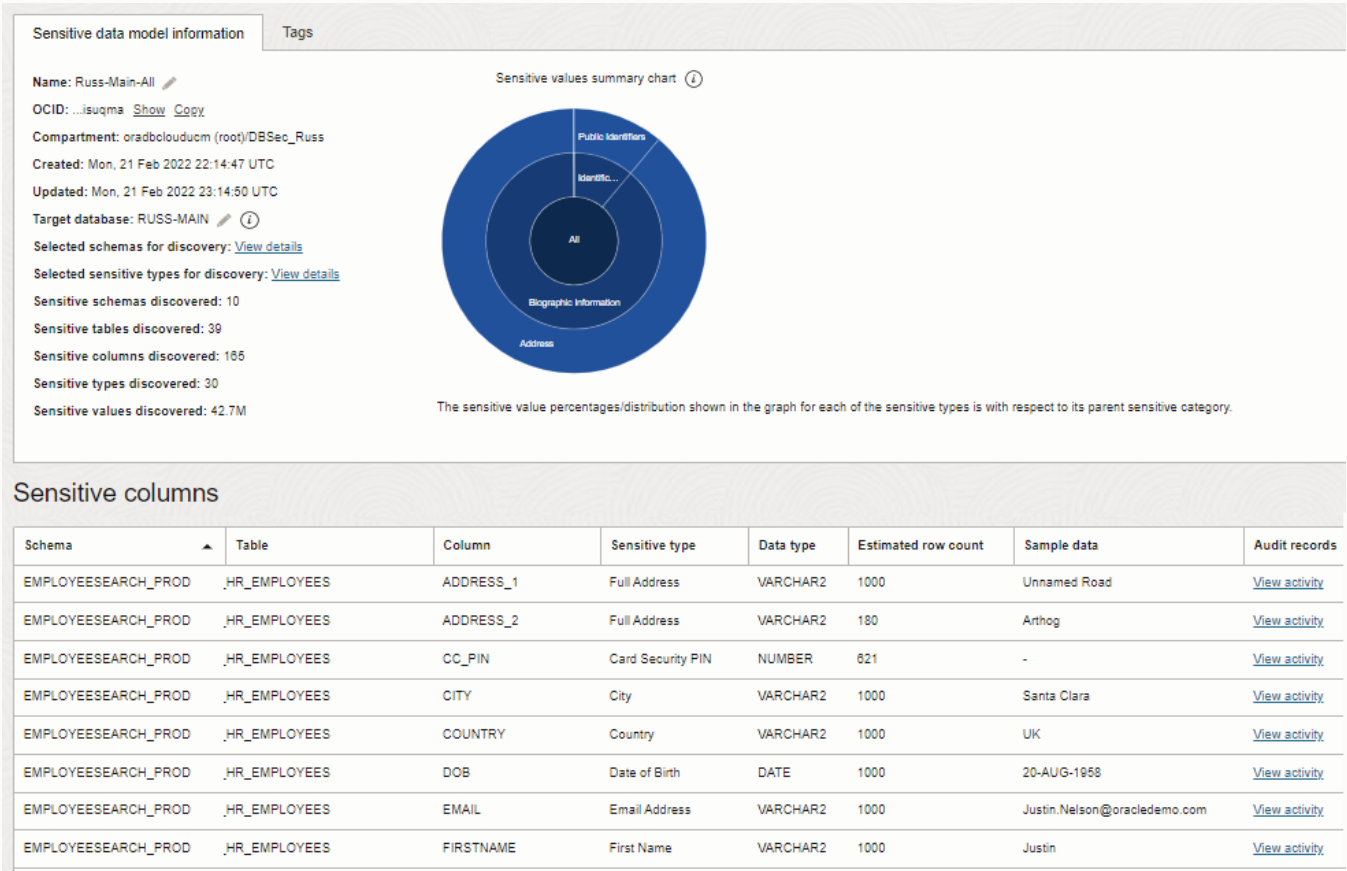 Sensitive data model information Tags
Name: Russ-Main-All
OCID: ...isuqma Show Copy
Compartment: oradbclouducm (root)/DBSec_Russ
Created: Mon, 21 Feb 2022 22:14:47 UTC
Updated: Mon, 21 Feb 2022 23:14:50 UTC
Target database: RUSS-MAIN
Selected schemas for discovery: View details
Selected sensitive types for discovery: View details
Sensitive schemas discovered: 10
Sensitive tables discovered: 39
Sensitive columns discovered: 165
Sensitive types discovered: 30
Sensitive values discovered: 42.7M
Sensitive values summary chart i
Public Identifiers
Identific...
All
Biographic Information
Address
The sensitive value percentages/distribution shown in the graph for each of the sensitive types is with respect to its parent sensitive category.
Sensitive columns
Schema Table Column Sensitive type Data type Estimated row count Sample data Audit records
EMPLOYEESEARCH_PROD _HR_EMPLOYEES ADDRESS_1 Full Address VARCHAR2 1000 Unnamed Road View activity
EMPLOYEESEARCH_PROD _HR_EMPLOYEES ADDRESS_2 Full Address VARCHAR2 180 Arthog View activity
EMPLOYEESEARCH_PROD _HR_EMPLOYEES CC_PIN Card Security PIN NUMBER 621 - View activity
EMPLOYEESEARCH_PROD _HR_EMPLOYEES CITY City VARCHAR2 1000 Santa Clara View activity
EMPLOYEESEARCH_PROD _HR_EMPLOYEES COUNTRY Country VARCHAR2 1000 UK View activity
EMPLOYEESEARCH_PROD _HR_EMPLOYEES DOB Date of Birth DATE 1000 20-AUG-1958 View activity
EMPLOYEESEARCH_PROD _HR_EMPLOYEES EMAIL Email Address VARCHAR2 1000 Justin.Nelson@oracledemo.com View activity
EMPLOYEESEARCH_PROD _HR_EMPLOYEES FIRSTNAME First Name VARCHAR2 1000 Justin View activity